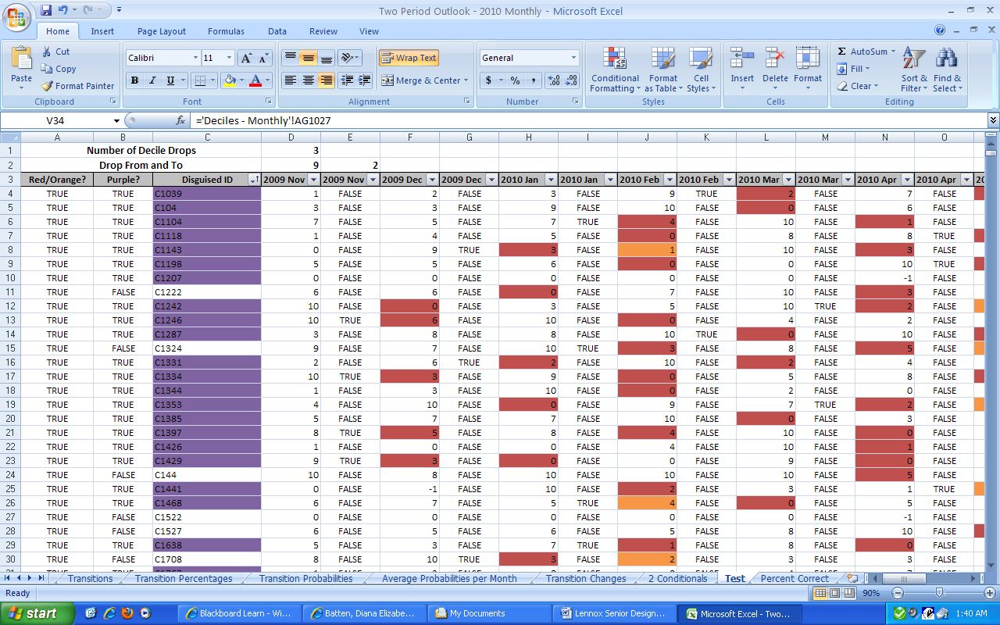 Two Period Outlook - 2010 Monthly - Microsoft Excel
Home Insert Page Layout Formulas Data Review View
Paste Cut Copy Format Painter Clipboard
Calibri 11 B I U Font
Wrap Text Merge & Center Alignment
General $ % , Number
Conditional Formatting Format as Table Cell Styles Styles
Insert Delete Format Cells
Σ AutoSum Fill Clear Sort & Filter Find & Select Editing
V34 fx ='Deciles - Monthly'!AG1027
A B C D E F G H I J K L M N O
1 Number of Decile Drops 3
2 Drop From and To 9 2
3 Red/Orange? Purple? Disguised ID 2009 Nov 2009 Nov 2009 Dec 2009 Dec 2010 Jan 2010 Jan 2010 Feb 2010 Feb 2010 Mar 2010 Mar 2010 Apr 2010 Apr
4 TRUE TRUE C1039 1 FALSE 2 FALSE 3 FALSE 9 TRUE 2 FALSE 7 FALSE
5 TRUE TRUE C104 3 FALSE 3 FALSE 9 FALSE 10 FALSE 0 FALSE 6 FALSE
6 TRUE TRUE C1104 7 FALSE 5 FALSE 7 TRUE 4 FALSE 10 FALSE 1 FALSE
7 TRUE TRUE C1118 1 FALSE 4 FALSE 5 FALSE 0 FALSE 8 FALSE 8 TRUE
8 TRUE TRUE C1143 0 FALSE 9 TRUE 3 FALSE 1 FALSE 10 FALSE 3 FALSE
9 TRUE TRUE C1198 5 FALSE 5 FALSE 6 FALSE 0 FALSE 0 FALSE 10 TRUE
10 TRUE TRUE C1207 0 FALSE 0 FALSE 0 FALSE 0 FALSE 0 FALSE -1 FALSE
11 TRUE FALSE C1222 6 FALSE 6 FALSE 0 FALSE 7 FALSE 10 FALSE 3 FALSE
12 TRUE TRUE C1242 10 FALSE 0 FALSE 3 FALSE 5 FALSE 10 TRUE 2 FALSE
13 TRUE TRUE C1246 10 TRUE 6 FALSE 10 FALSE 0 FALSE 4 FALSE 2 FALSE
14 TRUE TRUE C1287 3 FALSE 8 FALSE 8 FALSE 10 TRUE 0 FALSE 10 FALSE
15 TRUE FALSE C1324 9 FALSE 7 FALSE 10 TRUE 3 FALSE 8 FALSE 5 FALSE
16 TRUE TRUE C1331 2 FALSE 6 TRUE 2 FALSE 10 FALSE 2 FALSE 4 FALSE
17 TRUE TRUE C1334 10 TRUE 3 FALSE 9 FALSE 0 FALSE 5 FALSE 8 FALSE
18 TRUE TRUE C1344 1 FALSE 3 FALSE 10 FALSE 0 FALSE 2 FALSE 0 FALSE
19 TRUE TRUE C1353 4 FALSE 10 FALSE 0 FALSE 9 FALSE 7 TRUE 2 FALSE
20 TRUE TRUE C1385 5 FALSE 7 FALSE 7 FALSE 10 FALSE 0 FALSE 3 FALSE
21 TRUE TRUE C1397 8 TRUE 5 FALSE 8 FALSE 4 FALSE 10 FALSE 0 FALSE
22 TRUE TRUE C1426 1 FALSE 0 FALSE 0 FALSE 4 FALSE 10 FALSE 1 FALSE
23 TRUE TRUE C1429 9 TRUE 3 FALSE 0 FALSE 0 FALSE 9 FALSE 0 FALSE
24 TRUE FALSE C144 10 FALSE 8 FALSE 10 FALSE 10 FALSE 10 FALSE 5 FALSE
25 TRUE TRUE C1441 0 FALSE -1 FALSE 10 FALSE 2 FALSE 3 FALSE 1 TRUE
26 TRUE TRUE C1468 6 FALSE 7 FALSE 5 TRUE 4 FALSE 0 FALSE 5 FALSE
27 TRUE FALSE C1522 0 FALSE 0 FALSE 0 FALSE 0 FALSE 0 FALSE -1 FALSE
28 TRUE FALSE C1527 6 FALSE 5 FALSE 6 FALSE 5 FALSE 8 FALSE 10 FALSE
29 TRUE TRUE C1638 5 FALSE 3 FALSE 7 TRUE 1 FALSE 8 FALSE 0 FALSE
30 TRUE FALSE C1708 8 FALSE 10 TRUE 3 FALSE 2 FALSE 3 FALSE 3 FALSE
Transitions Transition Percentages Transition Probabilities Average Probabilities per Month Transition Changes 2 Conditionals Test Percent Correct
Ready 90%
start Blackboard Learn - Wi... Batten, Diana Elizabe... My Documents Lennox Senior Design... Microsoft Excel - Two... 1:40 AM